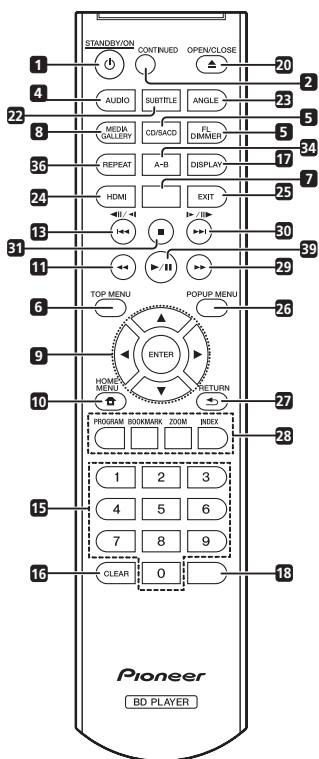 STANDBY/ON CONTINUED OPEN/CLOSE
1 20
2
4 AUDIO SUBTITLE ANGLE 23
22 5
8 MEDIA GALLERY CD/SACD FL DIMMER 5
34
36 REPEAT A-B DISPLAY 17
7
24 HDMI EXIT 25
13 30
31 39
11 29
6 TOP MENU POPUP MENU 26
9 ENTER
10 HOME MENU RETURN 27
PROGRAM BOOKMARK ZOOM INDEX 28
1 2 3
15
4 5 6
7 8 9
16 CLEAR 0 18
Pioneer
BD PLAYER